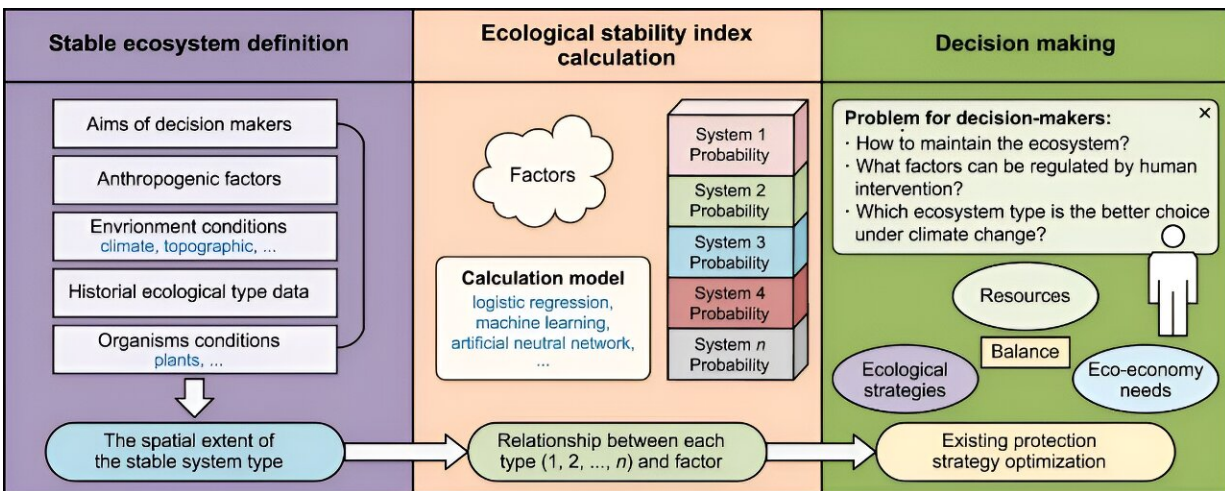 Stable ecosystem definition
Aims of decision makers
Anthropogenic factors
Envrionment conditions
climate, topographic, ...
Historial ecological type data
Organisms conditions
plants, ...
The spatial extent of
the stable system type
Ecological stability index
calculation
Factors
Calculation model
logistic regression,
machine learning,
artificial neutral network,
...
System 1
Probability
System 2
Probability
System 3
Probability
System 4
Probability
System n
Probability
Relationship between each
type (1, 2, ..., n) and factor
Decision making
Problem for decision-makers:
· How to maintain the ecosystem?
· What factors can be regulated by human
intervention?
· Which ecosystem type is the better choice
under climate change?
Resources
Balance
Ecological
strategies
Eco-economy
needs
Existing protection
strategy optimization